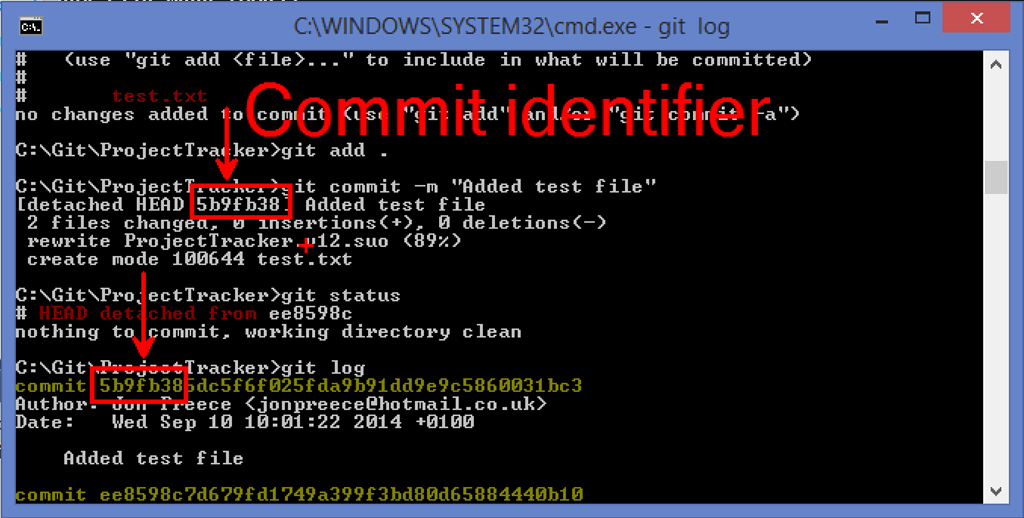 C:\WINDOWS\SYSTEM32\cmd.exe - git log
#    (use "git add <file>..." to include in what will be committed)
#
#       test.txt
Commit identifier
no changes added to commit (use "git add" and/or "git commit -a")
C:\Git\ProjectTracker>git add .
C:\Git\ProjectTracker>git commit -m "Added test file"
[detached HEAD 5b9fb38] Added test file
2 files changed, 0 insertions(+), 0 deletions(-)
rewrite ProjectTracker.v12.suo (89%)
create mode 100644 test.txt
C:\Git\ProjectTracker>git status
# HEAD detached from ee8598c
nothing to commit, working directory clean
C:\Git\ProjectTracker>git log
commit 5b9fb385dc5f6f025fda9b91dd9e9c5860031bc3
Author: Jon Preece <jonpreece@hotmail.co.uk>
Date:   Wed Sep 10 10:01:22 2014 +0100
Added test file
commit ee8598c7d679fd1749a399f3bd80d65884440b10